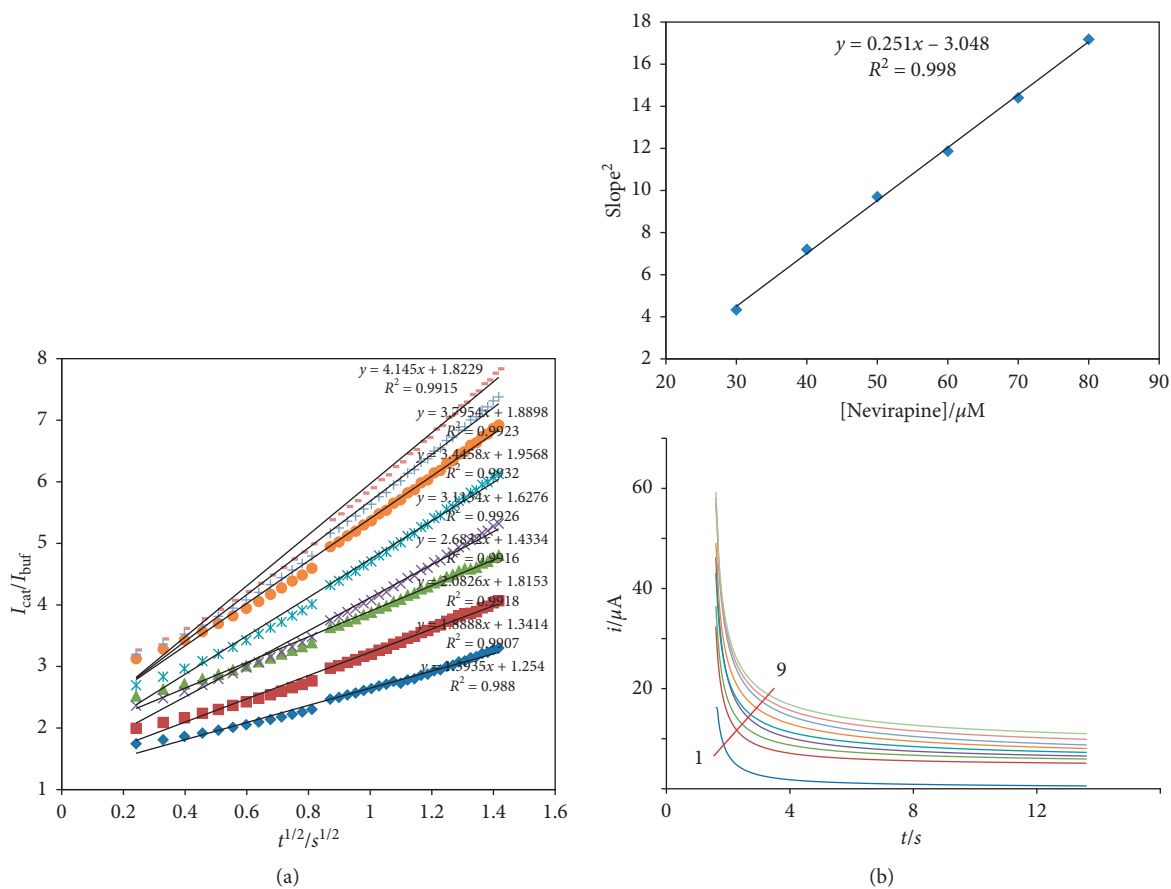 8
7
6
5
4
3
2
1
I_cat/I_buf
0
0.2
0.4
0.6
0.8
1
1.2
1.4
1.6
t^1/2/s^1/2
y = 4.145x + 1.8229
R² = 0.9915
y = 3.7954x + 1.8898
R² = 0.9923
y = 3.4458x + 1.9568
R² = 0.9932
y = 3.1154x + 1.6276
R² = 0.9926
y = 2.6832x + 1.4334
R² = 0.9916
y = 2.0826x + 1.8153
R² = 0.9918
y = 1.8888x + 1.3414
R² = 0.9907
y = 1.3935x + 1.254
R² = 0.988
(a)
18
16
14
12
10
8
6
4
2
Slope²
y = 0.251x – 3.048
R² = 0.998
20
30
40
50
60
70
80
90
[Nevirapine]/μM
60
40
20
i/μA
1
9
0
4
8
12
t/s
(b)